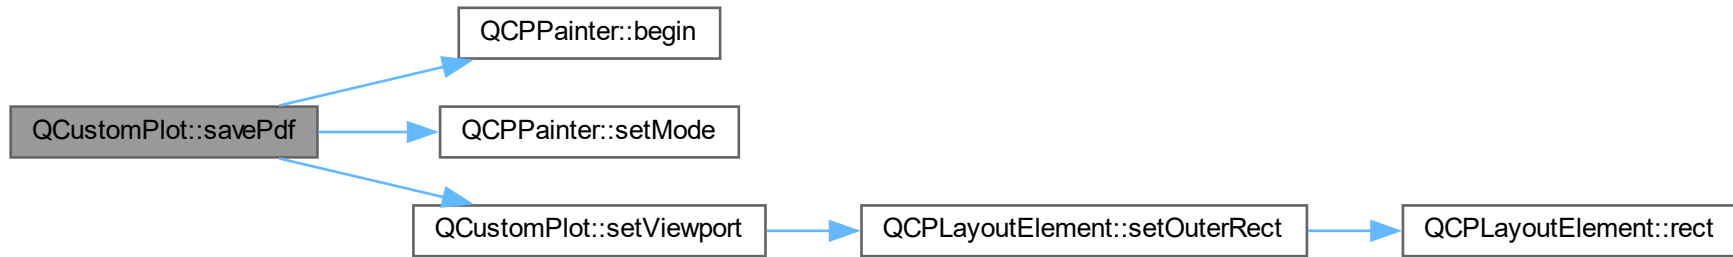 QCPPainter::begin
QCustomPlot::savePdf
QCPPainter::setMode
QCustomPlot::setViewport
QCPLayoutElement::setOuterRect
QCPLayoutElement::rect